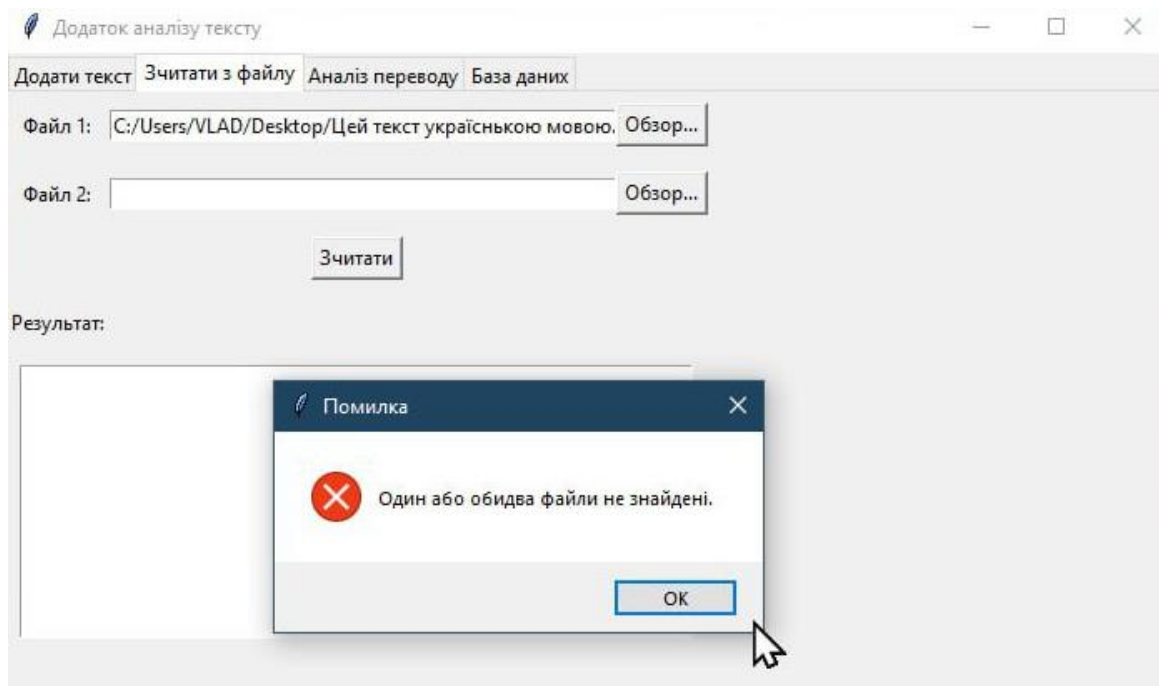 Додаток аналізу тексту
Додати текст Зчитати з файлу Аналіз переводу База даних
Файл 1: C:/Users/VLAD/Desktop/Цей текст україснькою мовою. Обзор...
Файл 2: Обзор...
Зчитати
Результат:
Помилка
Один або обидва файли не знайдені.
OK